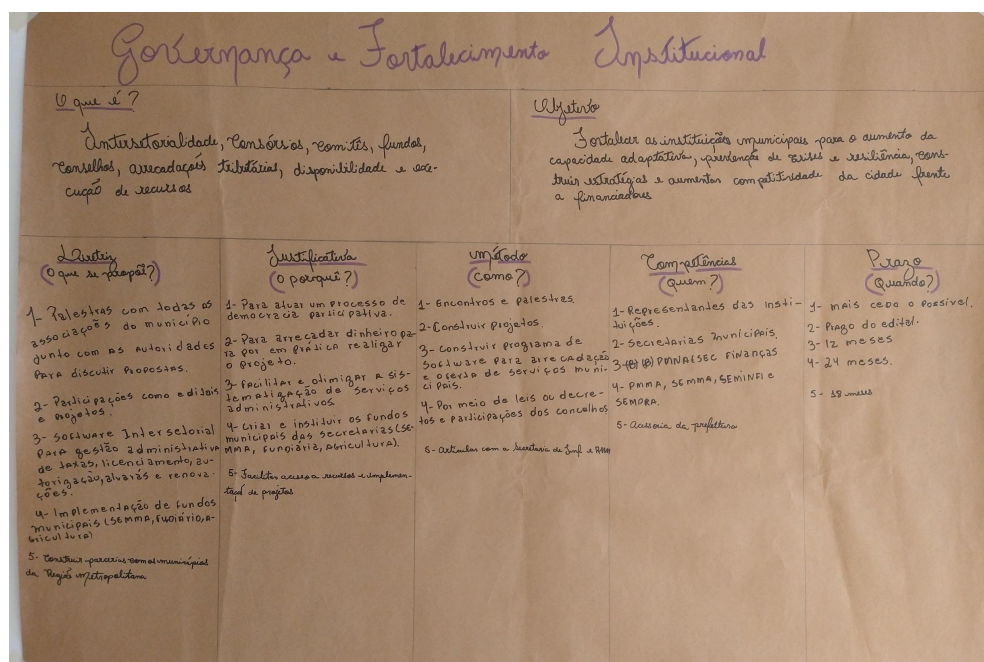 Governança e Fortalecimento Institucional
O que é?
Intersetorialidade, consórsios, comitês, fundos,
conselhos, arrecadações tributárias, disponibilidade e exe-
cução de recursos
Objetivo
Fortalecer as instituições municipais para o aumento da
capacidade adaptativa, prevenção de crises e resiliência, cons-
truir estratégias e aumentar competitividade da cidade frente
a financiadores
Diretriz
(O que se propõe?)
1- Palestras com todas as
associações do município
junto com as autoridades
para discutir propostas.
2- Participações como editais
e projetos.
3- Software Intersetorial
para gestão administrativa
de taxas, licenciamento, au-
torização, alvarás e renova-
ções.
4- Implementação de fundos
municipais (SEMMA, fudiário, a-
gricultura)
5- Construir parcerias com os municípios
da Região metropolitana
Justificativa
(O porquê?)
1- Para atuar um processo de
democracia participativa.
2- Para arrecadar dinheiro pa-
ra por em prática realizar
o projeto.
3- Facilitar e otimizar a sis-
tematização de serviços
administrativos
4- Criar e instituir os fundos
municipais das secretarias (SE-
MMA, Fundiária, Agricultura).
5- Facilitar acesso a recursos e implemen-
tação de projetos
método
(como?)
1- Encontros e palestras.
2- Construir projetos.
3- Construir programa de
software para arrecadação
e oferta de serviços muni-
cipais.
4- Por meio de leis ou decre-
tos e participações dos concelhos
5- Articular com a Secretaria de
Competências
(quem?)
1- Representantes das insti-
tuições.
2- Secretarias municipais.
3- PMMA/SEC FINANÇAS
4- PMMA, SEMMA, SEMINFI e
SEMDRA.
5- Acessoria da prefeitura
Prazo
(Quando?)
1- mais cedo o possível.
2- Prazo do edital.
3- 12 meses
4- 24 meses.
5- 18 meses